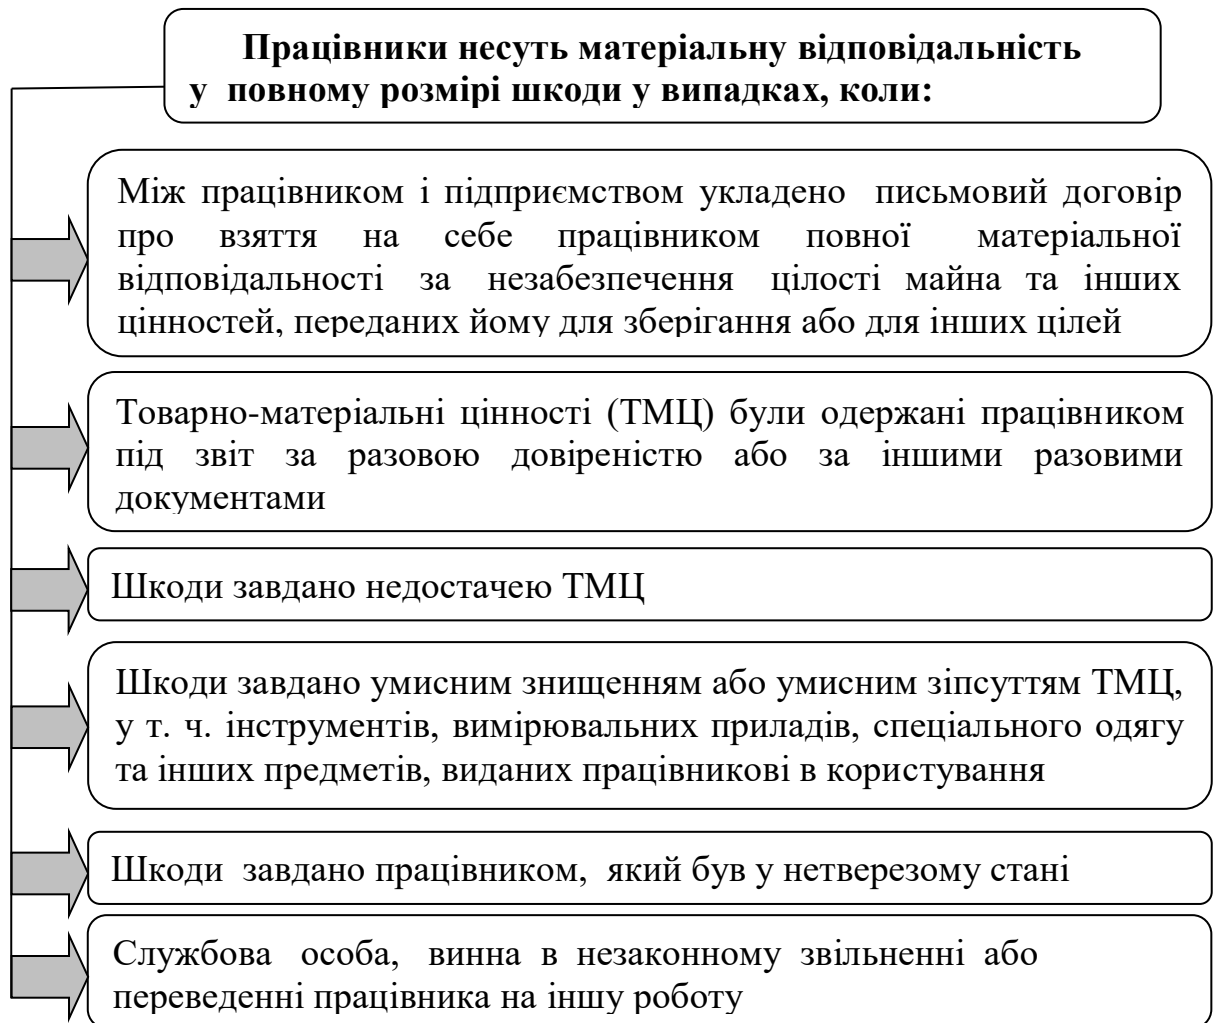 Працівники несуть матеріальну відповідальність
у повному розмірі шкоди у випадках, коли:
Між працівником і підприємством укладено письмовий договір
про взяття на себе працівником повної матеріальної
відповідальності за незабезпечення цілості майна та інших
цінностей, переданих йому для зберігання або для інших цілей
Товарно-матеріальні цінності (ТМЦ) були одержані працівником
під звіт за разовою довіреністю або за іншими разовими
документами
Шкоди завдано недостачею ТМЦ
Шкоди завдано умисним знищенням або умисним зіпсуттям ТМЦ,
у т. ч. інструментів, вимірювальних приладів, спеціального одягу
та інших предметів, виданих працівникові в користування
Шкоди завдано працівником, який був у нетверезому стані
Службова особа, винна в незаконному звільненні або
переведенні працівника на іншу роботу